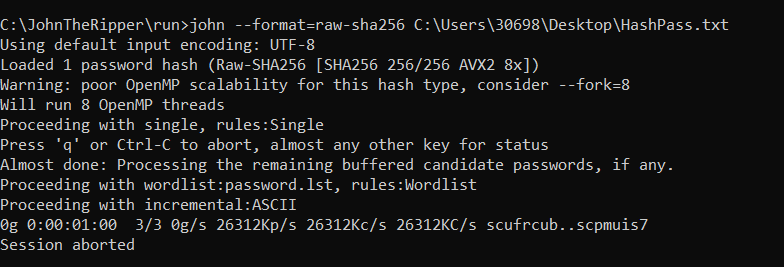 C:\JohnTheRipper\run>john --format=raw-sha256 C:\Users\30698\Desktop\HashPass.txt
Using default input encoding: UTF-8
Loaded 1 password hash (Raw-SHA256 [SHA256 256/256 AVX2 8x])
Warning: poor OpenMP scalability for this hash type, consider --fork=8
Will run 8 OpenMP threads
Proceeding with single, rules:Single
Press 'q' or Ctrl-C to abort, almost any other key for status
Almost done: Processing the remaining buffered candidate passwords, if any.
Proceeding with wordlist:password.lst, rules:Wordlist
Proceeding with incremental:ASCII
0g 0:00:01:00  3/3 0g/s 26312Kp/s 26312Kc/s 26312KC/s scufrcub..scpmuis7
Session aborted